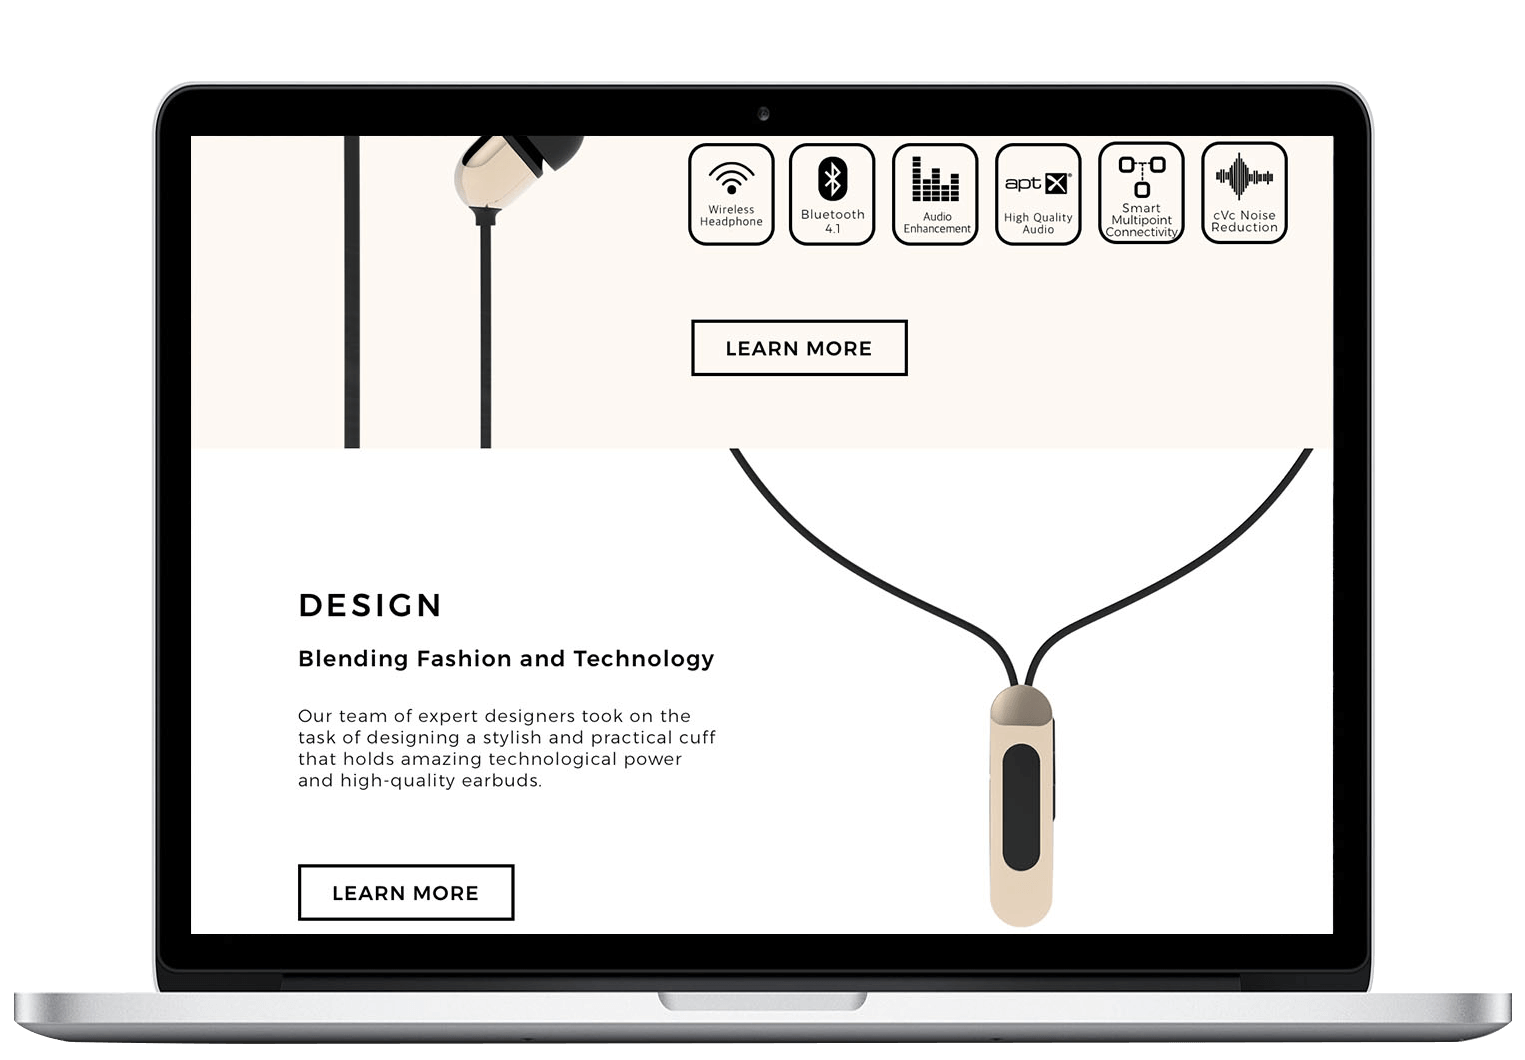 Wireless
Headphone
Bluetooth
4.1
Audio
Enhancement
aptX®
High Quality
Audio
Smart
Multipoint
Connectivity
cVc Noise
Reduction
LEARN MORE
DESIGN
Blending Fashion and Technology
Our team of expert designers took on the
task of designing a stylish and practical cuff
that holds amazing technological power
and high-quality earbuds.
LEARN MORE